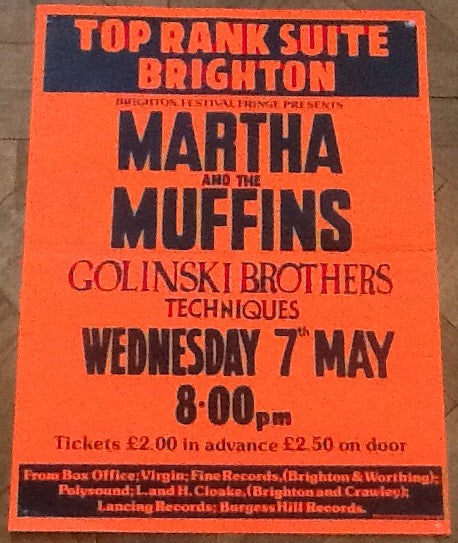 TOP RANK SUITE
BRIGHTON
BRIGHTON FESTIVAL FRINGE PRESENTS
MARTHA
AND THE
MUFFINS
GOLINSKI BROTHERS
TECHNIQUES
WEDNESDAY 7th MAY
8·00pm
Tickets £2.00 in advance £2.50 on door
From Box Office; Virgin; Fine Records, (Brighton & Worthing);
Polysound; L. and H. Cloake, (Brighton and Crawley);
Lancing Records; Burgess Hill Records.